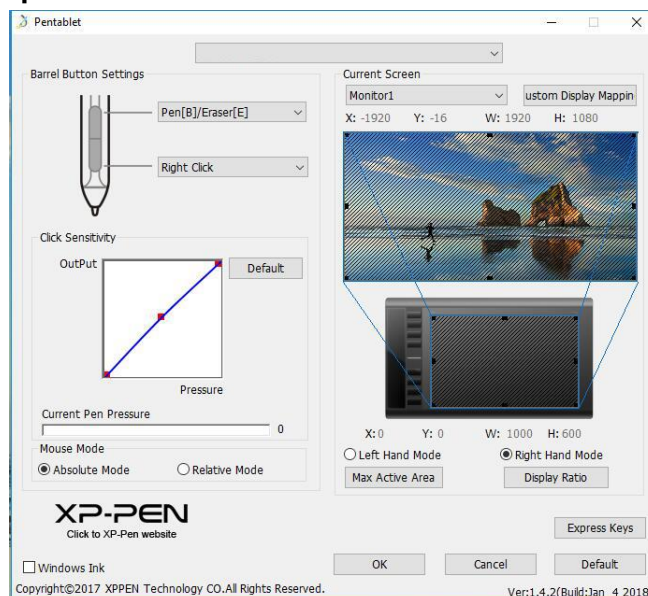 Pentablet
Barrel Button Settings
Pen[B]/Eraser[E]
Right Click
Click Sensitivity
OutPut
Default
Pressure
Current Pen Pressure
0
Mouse Mode
Absolute Mode
Relative Mode
XP-PEN
Click to XP-Pen website
Windows Ink
Copyright©2017 XPPEN Technology CO.All Rights Reserved.
Current Screen
Monitor1
ustom Display Mappin
X: -1920 Y: -16 W: 1920 H: 1080
X: 0 Y: 0 W: 1000 H: 600
Left Hand Mode
Right Hand Mode
Max Active Area
Display Ratio
Express Keys
OK
Cancel
Default
Ver:1.4.2(Build:Jan 4 2018